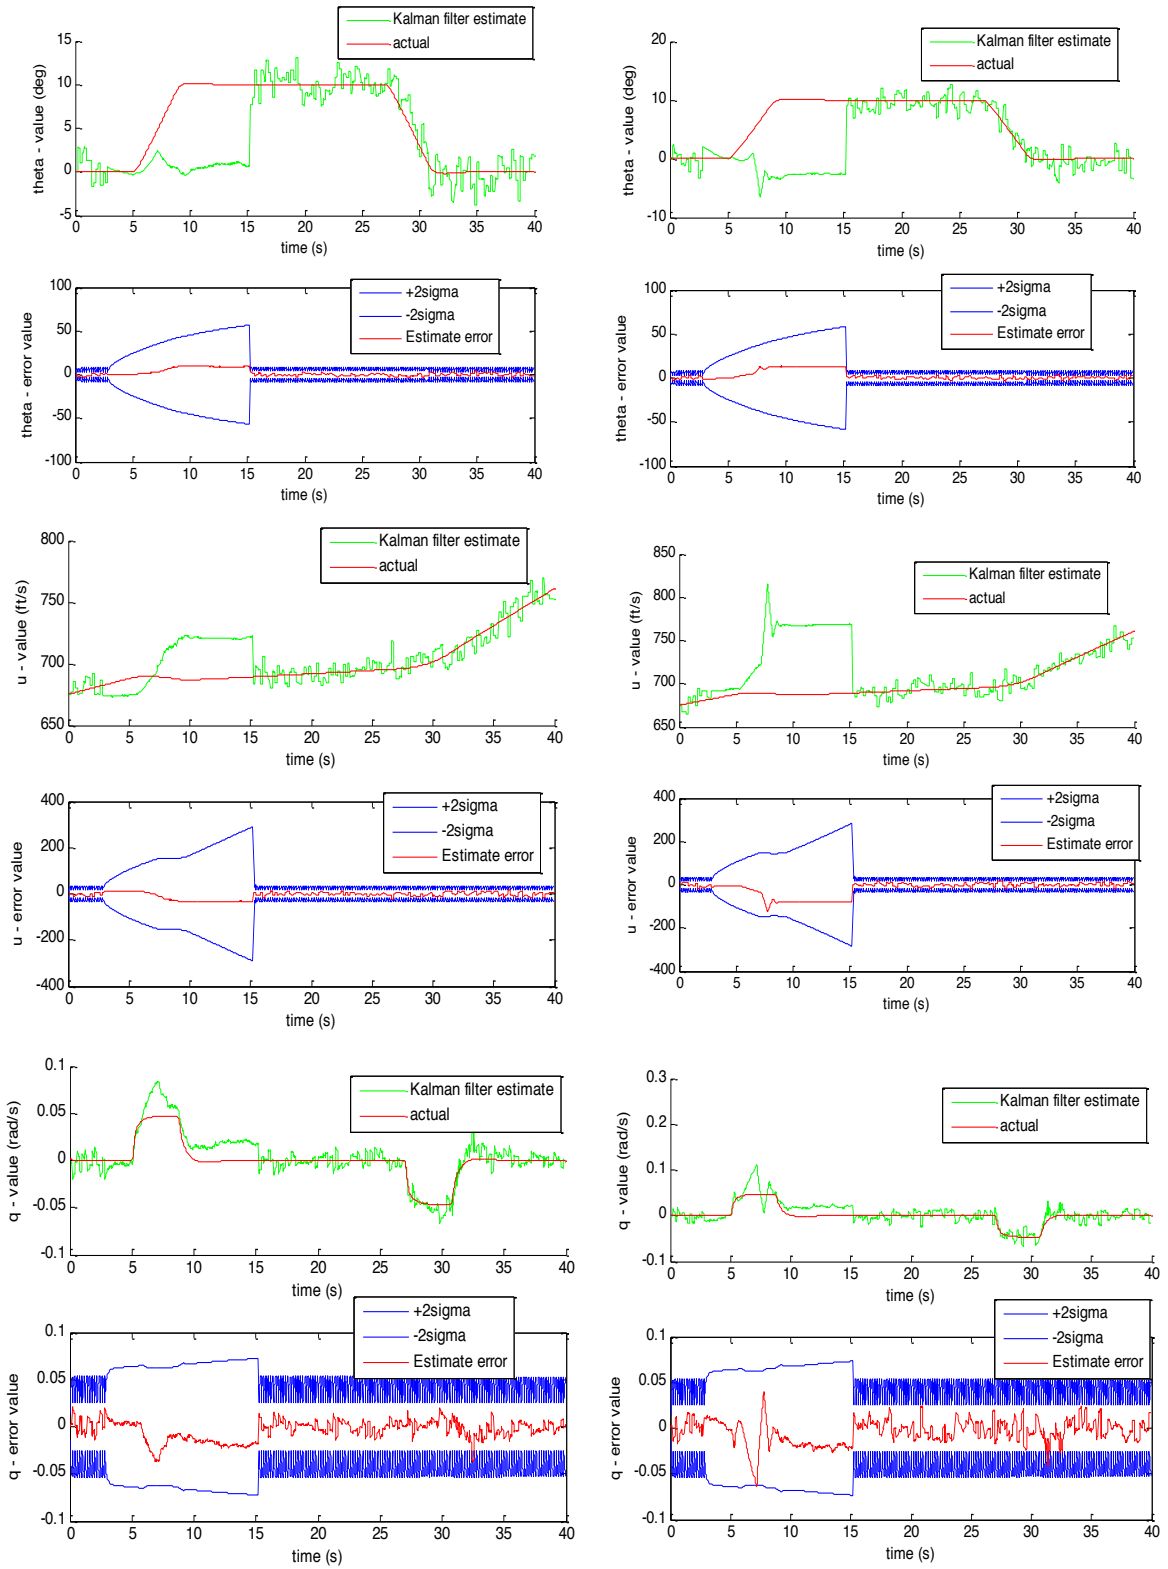 Kalman filter estimate
actual
theta - value (deg)
15
10
5
0
-5
0 5 10 15 20 25 30 35 40
time (s)
Kalman filter estimate
actual
theta - value (deg)
20
10
0
-10
0 5 10 15 20 25 30 35 40
time (s)
+2sigma
-2sigma
Estimate error
theta - error value
100
50
0
-50
-100
0 5 10 15 20 25 30 35 40
time (s)
+2sigma
-2sigma
Estimate error
theta - error value
100
50
0
-50
-100
0 5 10 15 20 25 30 35 40
time (s)
Kalman filter estimate
actual
u - value (ft/s)
800
750
700
650
0 5 10 15 20 25 30 35 40
time (s)
Kalman filter estimate
actual
u - value (ft/s)
850
800
750
700
650
0 5 10 15 20 25 30 35 40
time (s)
+2sigma
-2sigma
Estimate error
u - error value
400
200
0
-200
-400
0 5 10 15 20 25 30 35 40
time (s)
+2sigma
-2sigma
Estimate error
u - error value
400
200
0
-200
-400
0 5 10 15 20 25 30 35 40
time (s)
Kalman filter estimate
actual
q - value (rad/s)
0.1
0.05
0
-0.05
-0.1
0 5 10 15 20 25 30 35 40
time (s)
Kalman filter estimate
actual
q - value (rad/s)
0.3
0.2
0.1
0
-0.1
0 5 10 15 20 25 30 35 40
time (s)
+2sigma
-2sigma
Estimate error
q - error value
0.1
0.05
0
-0.05
-0.1
0 5 10 15 20 25 30 35 40
time (s)
+2sigma
-2sigma
Estimate error
q - error value
0.1
0.05
0
-0.05
-0.1
0 5 10 15 20 25 30 35 40
time (s)